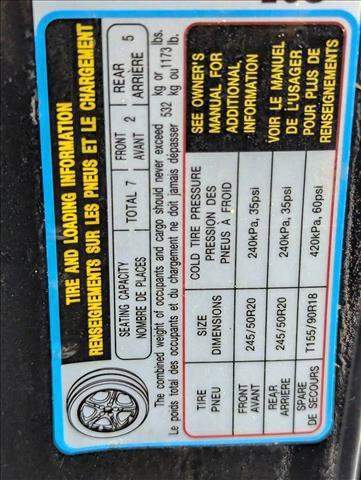 TIRE AND LOADING INFORMATION
RENSEIGNEMENTS SUR LES PNEUS ET LE CHARGEMENT
SEATING CAPACITY
NOMBRE DE PLACES
TOTAL 7
FRONT
AVANT
2
REAR
ARRIÈRE
5
The combined weight of occupants and cargo should never exceed 532 kg or 1173 lbs.
Le poids total des occupants et du chargement ne doit jamais dépasser 532 kg ou 1173 lb.
TIRE
PNEU
SIZE
DIMENSIONS
COLD TIRE PRESSURE
PRESSION DES
PNEUS A FROID
FRONT
AVANT
245/50R20
240kPa, 35psi
REAR
ARRIERE
245/50R20
240kPa, 35psi
SPARE
DE SECOURS
T155/90R18
420kPa, 60psi
SEE OWNER'S
MANUAL FOR
ADDITIONAL
INFORMATION
VOIR LE MANUEL
DE L'USAGER
POUR PLUS DE
RENSEIGNEMENTS